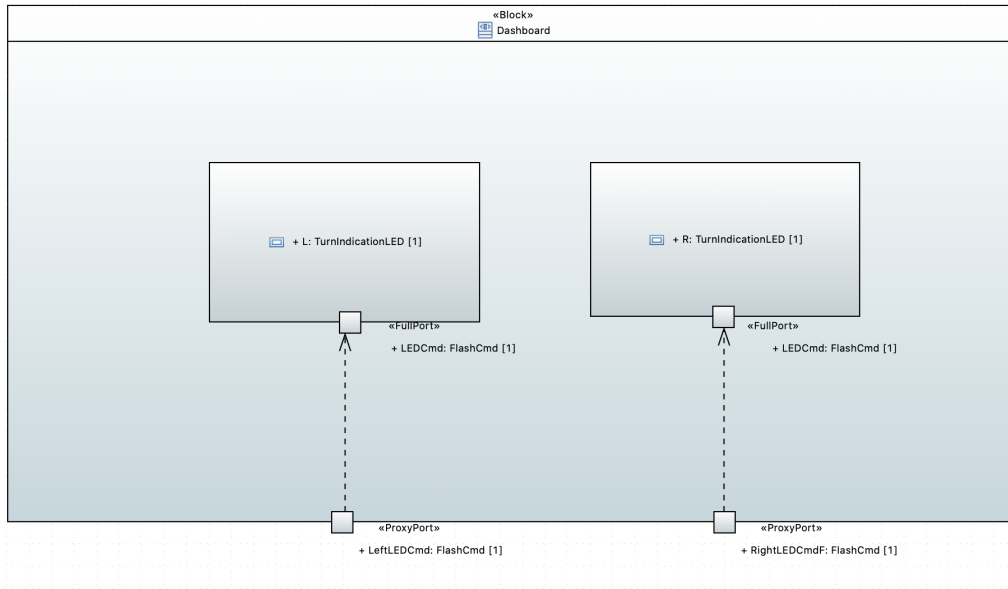 «Block»
Dashboard
+ L: TurnIndicationLED [1]
+ R: TurnIndicationLED [1]
«FullPort»
+ LEDCmd: FlashCmd [1]
«FullPort»
+ LEDCmd: FlashCmd [1]
«ProxyPort»
+ LeftLEDCmd: FlashCmd [1]
«ProxyPort»
+ RightLEDCmdF: FlashCmd [1]